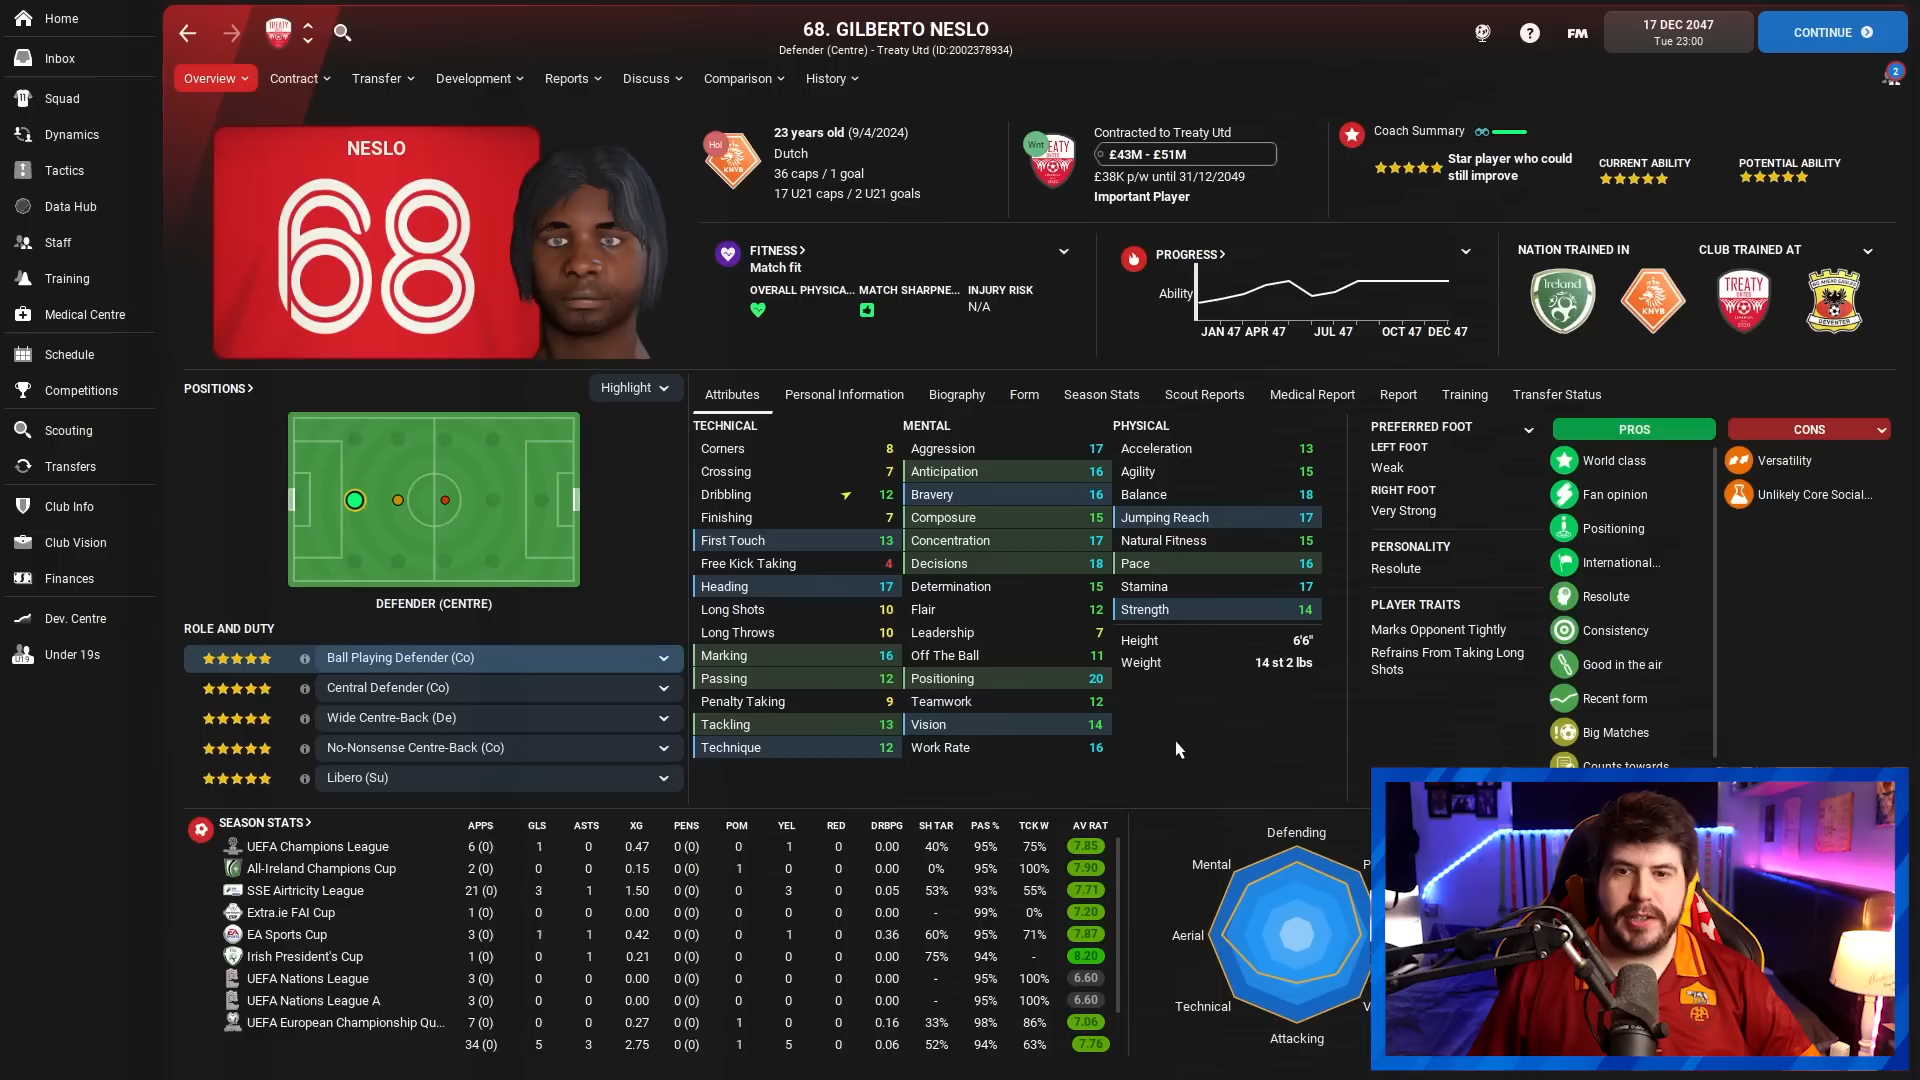 Home
Inbox
Squad
Dynamics
Tactics
Data Hub
Staff
Training
Medical Centre
Schedule
Competitions
Scouting
Transfers
Club Info
Club Vision
Finances
Dev. Centre
Under 19s
68. GILBERTO NESLO
Defender (Centre) - Treaty Utd (ID:2002378934)
FM
17 DEC 2047
Tue 23:00
CONTINUE
2
Overview Contract Transfer Development Reports Discuss Comparison History
NESLO
68
Hol
KNVB
23 years old (9/4/2024)
Dutch
36 caps / 1 goal
17 U21 caps / 2 U21 goals
Wnt
Contracted to Treaty Utd
£43M - £51M
£38K p/w until 31/12/2049
Important Player
Coach Summary
Star player who could
still improve
CURRENT ABILITY
POTENTIAL ABILITY
FITNESS
Match fit
OVERALL PHYSICA... MATCH SHARPNE... INJURY RISK
N/A
PROGRESS
Ability
JAN 47 APR 47 JUL 47 OCT 47 DEC 47
NATION TRAINED IN
CLUB TRAINED AT
Ireland
KNVB
TREATY
DEVENTER
POSITIONS
Highlight
DEFENDER (CENTRE)
ROLE AND DUTY
Ball Playing Defender (Co)
Central Defender (Co)
Wide Centre-Back (De)
No-Nonsense Centre-Back (Co)
Libero (Su)
Attributes Personal Information Biography Form Season Stats Scout Reports Medical Report Report Training Transfer Status
TECHNICAL
Corners 8
Crossing 7
Dribbling 12
Finishing 7
First Touch 13
Free Kick Taking 4
Heading 17
Long Shots 10
Long Throws 10
Marking 16
Passing 12
Penalty Taking 9
Tackling 13
Technique 12
MENTAL
Aggression 17
Anticipation 16
Bravery 16
Composure 15
Concentration 17
Decisions 18
Determination 15
Flair 12
Leadership 7
Off The Ball 11
Positioning 20
Teamwork 12
Vision 14
Work Rate 16
PHYSICAL
Acceleration 13
Agility 15
Balance 18
Jumping Reach 17
Natural Fitness 15
Pace 16
Stamina 17
Strength 14
Height 6'6"
Weight 14 st 2 lbs
PREFERRED FOOT
LEFT FOOT
Weak
RIGHT FOOT
Very Strong
PERSONALITY
Resolute
PLAYER TRAITS
Marks Opponent Tightly
Refrains From Taking Long
Shots
PROS
World class
Fan opinion
Positioning
International...
Resolute
Consistency
Good in the air
Recent form
Big Matches
Counts towards
CONS
Versatility
Unlikely Core Social...
SEASON STATS APPS GLS ASTS XG PENS POM YEL RED DRBPG SH TAR PAS % TCK W AV RAT
UEFA Champions League 6 (0) 1 0 0.47 0 (0) 0 1 0 0.00 40% 95% 75% 7.85
All-Ireland Champions Cup 2 (0) 0 0 0.15 0 (0) 1 0 0 0.00 0% 95% 100% 7.90
SSE Airtricity League 21 (0) 3 1 1.50 0 (0) 0 3 0 0.05 53% 93% 55% 7.71
Extra.ie FAI Cup 1 (0) 0 0 0.00 0 (0) 0 0 0 0.00 - 99% 0% 7.20
EA Sports Cup 3 (0) 1 1 0.42 0 (0) 0 1 0 0.36 60% 95% 71% 7.87
Irish President's Cup 1 (0) 0 1 0.21 0 (0) 0 0 0 0.00 75% 94% - 8.20
UEFA Nations League 3 (0) 0 0 0.00 0 (0) 0 0 0 0.00 - 95% 100% 6.60
UEFA Nations League A 3 (0) 0 0 0.00 0 (0) 0 0 0 0.00 - 95% 100% 6.60
UEFA European Championship Qu... 7 (0) 0 0 0.27 0 (0) 1 0 0 0.16 33% 98% 86% 7.06
34 (0) 5 3 2.75 0 (0) 1 5 0 0.06 52% 94% 63% 7.76
Defending
Mental
Aerial
Technical
Attacking